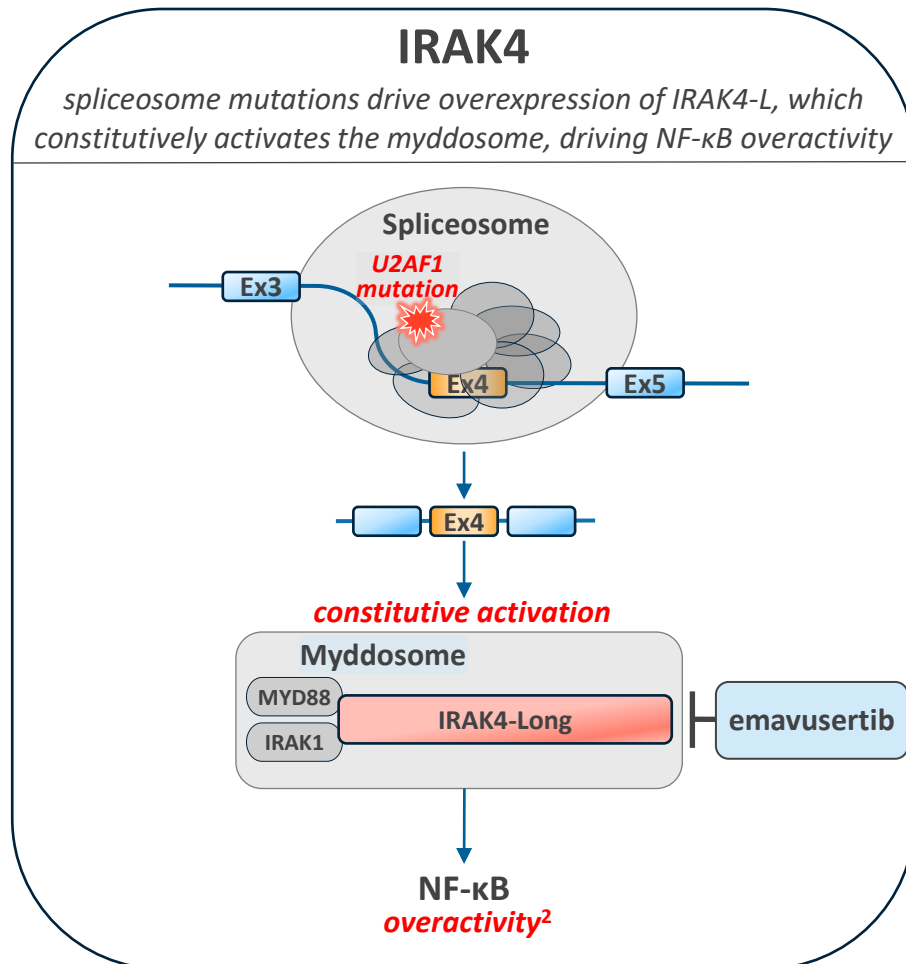 IRAK4
spliceosome mutations drive overexpression of IRAK4-L, which
constitutively activates the myddosome, driving NF-κB overactivity
Spliceosome
U2AF1
mutation
Ex3
Ex4
Ex5
Ex4
constitutive activation
Myddosome
MYD88
IRAK4-Long
IRAK1
emavusertib
NF-κB
overactivity²